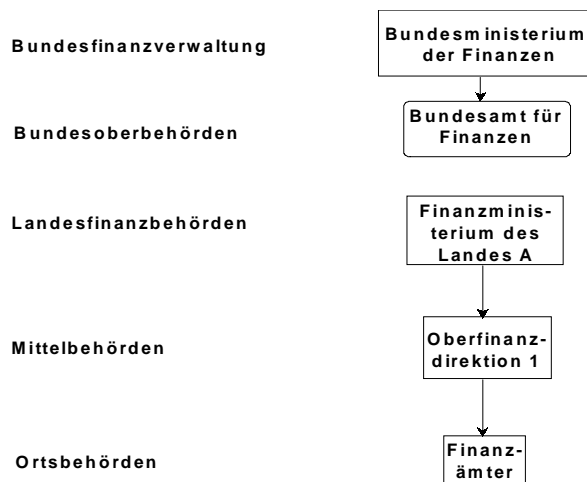 Bundesfinanzverwaltung
Bundesministerium
der Finanzen
Bundesoberbehörden
Bundesamt für
Finanzen
Landesfinanzbehörden
Finanzminis-
terium des
Landes A
Mittelbehörden
Oberfinanz-
direktion 1
Ortsbehörden
Finanz-
ämter